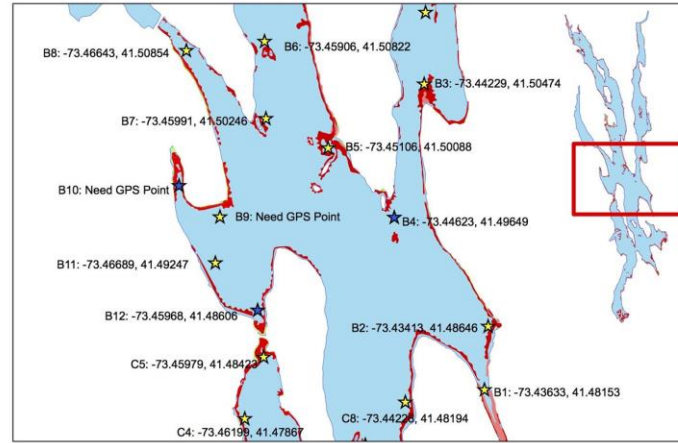 B8: -73.46643, 41.50854
B6: -73.45906, 41.50822
B3: -73.44229, 41.50474
B7: -73.45991, 41.50246
B5: -73.45106, 41.50088
B10: Need GPS Point
B9: Need GPS Point
B4: -73.44623, 41.49649
B11: -73.46689, 41.49247
B12: -73.45968, 41.48606
B2: -73.43413, 41.48646
C5: -73.45979, 41.48423
B1: -73.43633, 41.48153
C8: -73.44226, 41.48194
C4: -73.46199, 41.47867